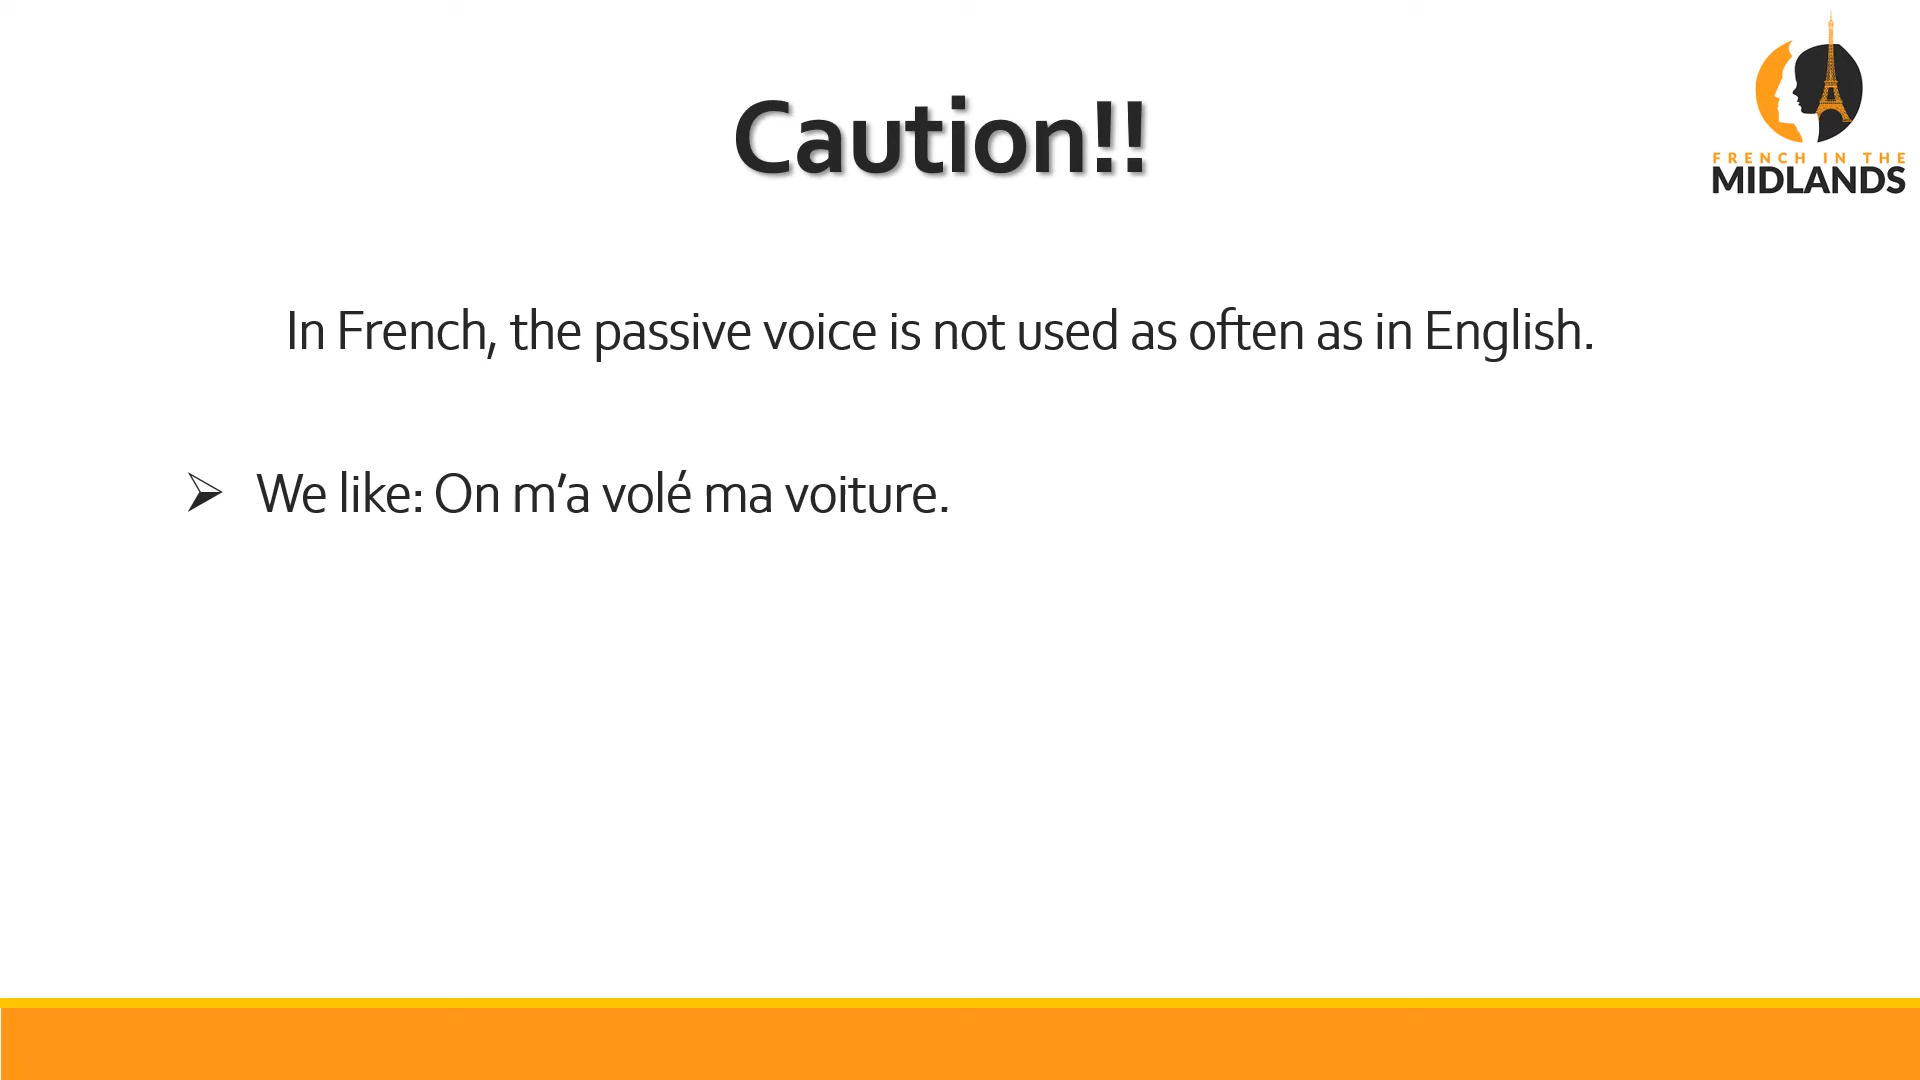 Caution!!
FRENCH IN THE
MIDLANDS
In French, the passive voice is not used as often as in English.
We like: On m’a volé ma voiture.